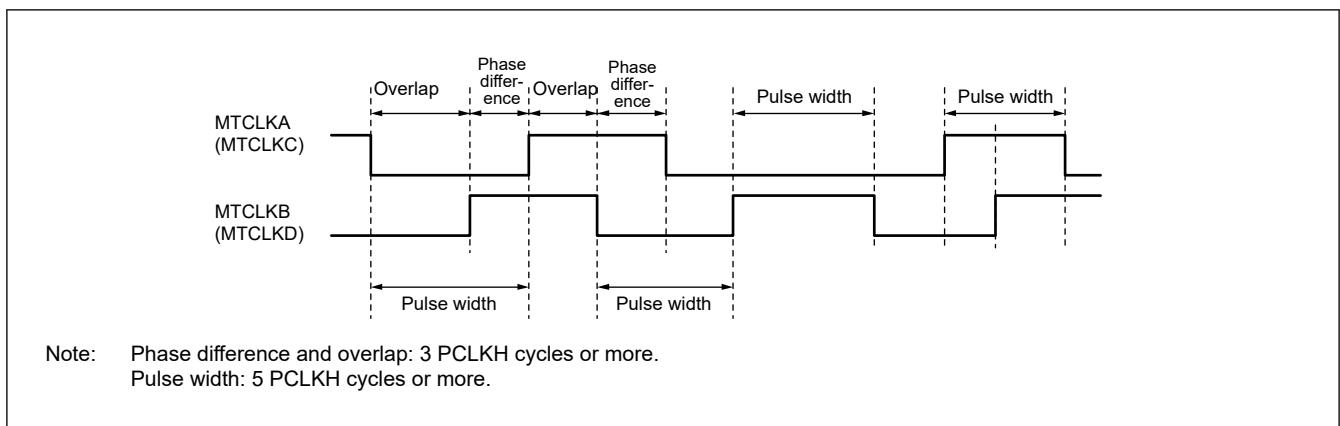 Phase
differ-
ence
Phase
differ-
ence
Overlap
Overlap
Pulse width
Pulse width
MTCLKA
(MTCLKC)
MTCLKB
(MTCLKD)
Pulse width
Pulse width
Note: Phase difference and overlap: 3 PCLKH cycles or more.
Pulse width: 5 PCLKH cycles or more.